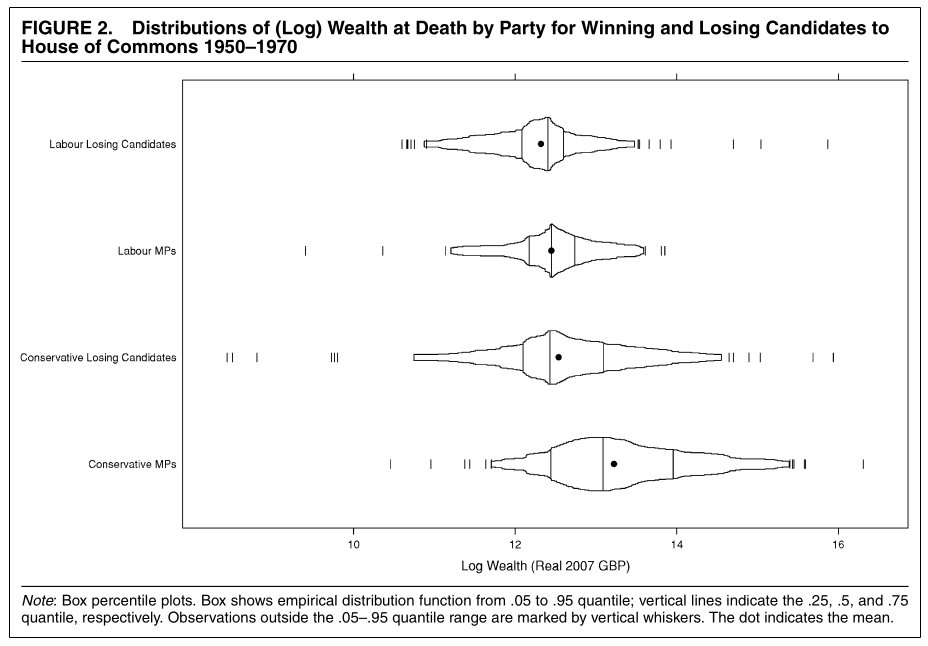 FIGURE 2. Distributions of (Log) Wealth at Death by Party for Winning and Losing Candidates to
House of Commons 1950–1970
Labour Losing Candidates
Labour MPs
Conservative Losing Candidates
Conservative MPs
10 12 14 16
Log Wealth (Real 2007 GBP)
Note: Box percentile plots. Box shows empirical distribution function from .05 to .95 quantile; vertical lines indicate the .25, .5, and .75
quantile, respectively. Observations outside the .05–.95 quantile range are marked by vertical whiskers. The dot indicates the mean.